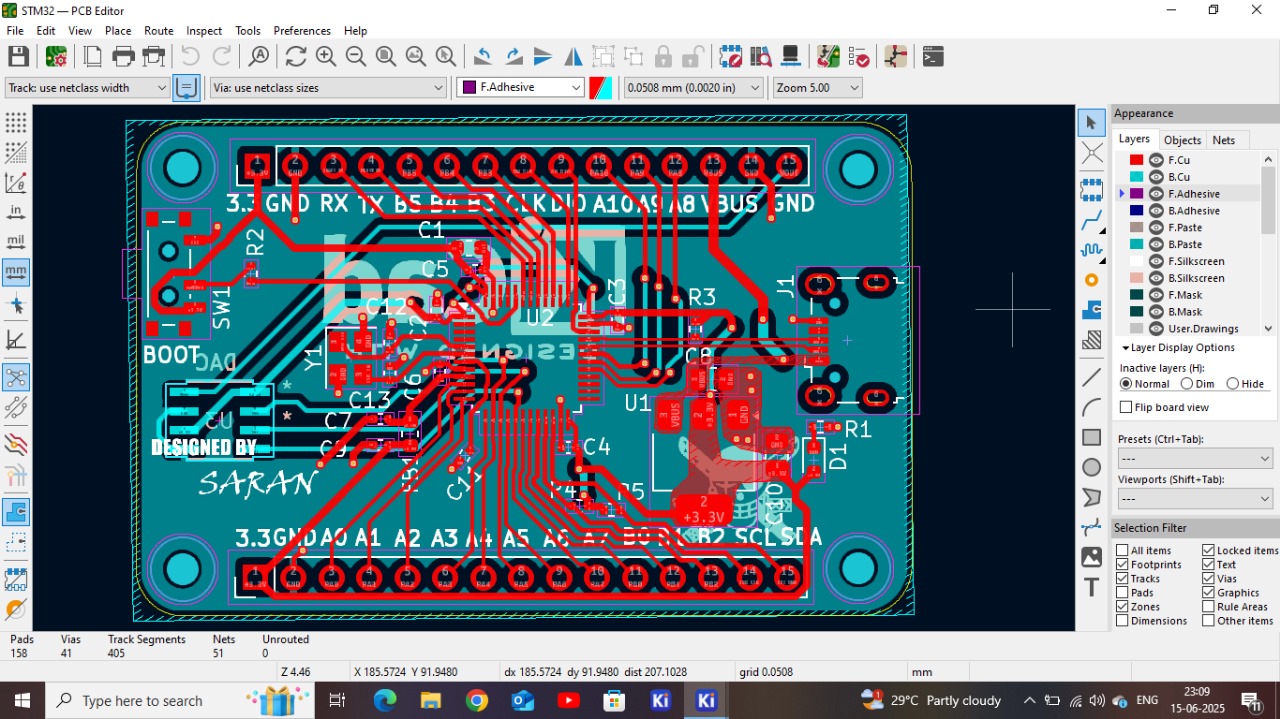 STM32 — PCB Editor
File Edit View Place Route Inspect Tools Preferences Help
Track: use netclass width
Via: use netclass sizes
F.Adhesive
0.0508 mm (0.0020 in)
Zoom 5.00
in
mil
mm
3.3 GND RX TX B5 B4 B3 CLK DIO A10 A9 A8 VBUS GND
1 2 3 4 5 6 7 8 9 10 11 12 13 14 15
C1
R2
C5
SW1
C12
U2
C3
R3
J1
Y1
BOOT
DAC
DESIGN
C6
C8
U1
VBUS
GND
C13
C7
U3
C9
DESIGNED BY
SARAN
C4
R1
D1
R4
R5
2
+3.3V
3.3 GND A0 A1 A2 A3 A4 A5 A6 A7 B0 B1 B2 SCL SDA
1 2 3 4 5 6 7 8 9 10 11 12 13 14 15
Appearance
Layers Objects Nets
F.Cu
B.Cu
F.Adhesive
B.Adhesive
F.Paste
B.Paste
F.Silkscreen
B.Silkscreen
F.Mask
B.Mask
User.Drawings
Layer Display Options
Inactive layers (H):
Normal Dim Hide
Flip board view
Presets (Ctrl+Tab):
---
Viewports (Shift+Tab):
---
Selection Filter
All items Locked items
Footprints Text
Tracks Vias
Pads Graphics
Zones Rule Areas
Dimensions Other items
Pads Vias Track Segments Nets Unrouted
158 41 405 51 0
Z 4.46 X 185.5724 Y 91.9480 dx 185.5724 dy 91.9480 dist 207.1028 grid 0.0508 mm
Type here to search
29°C Partly cloudy
ENG
23:09
15-06-2025
11